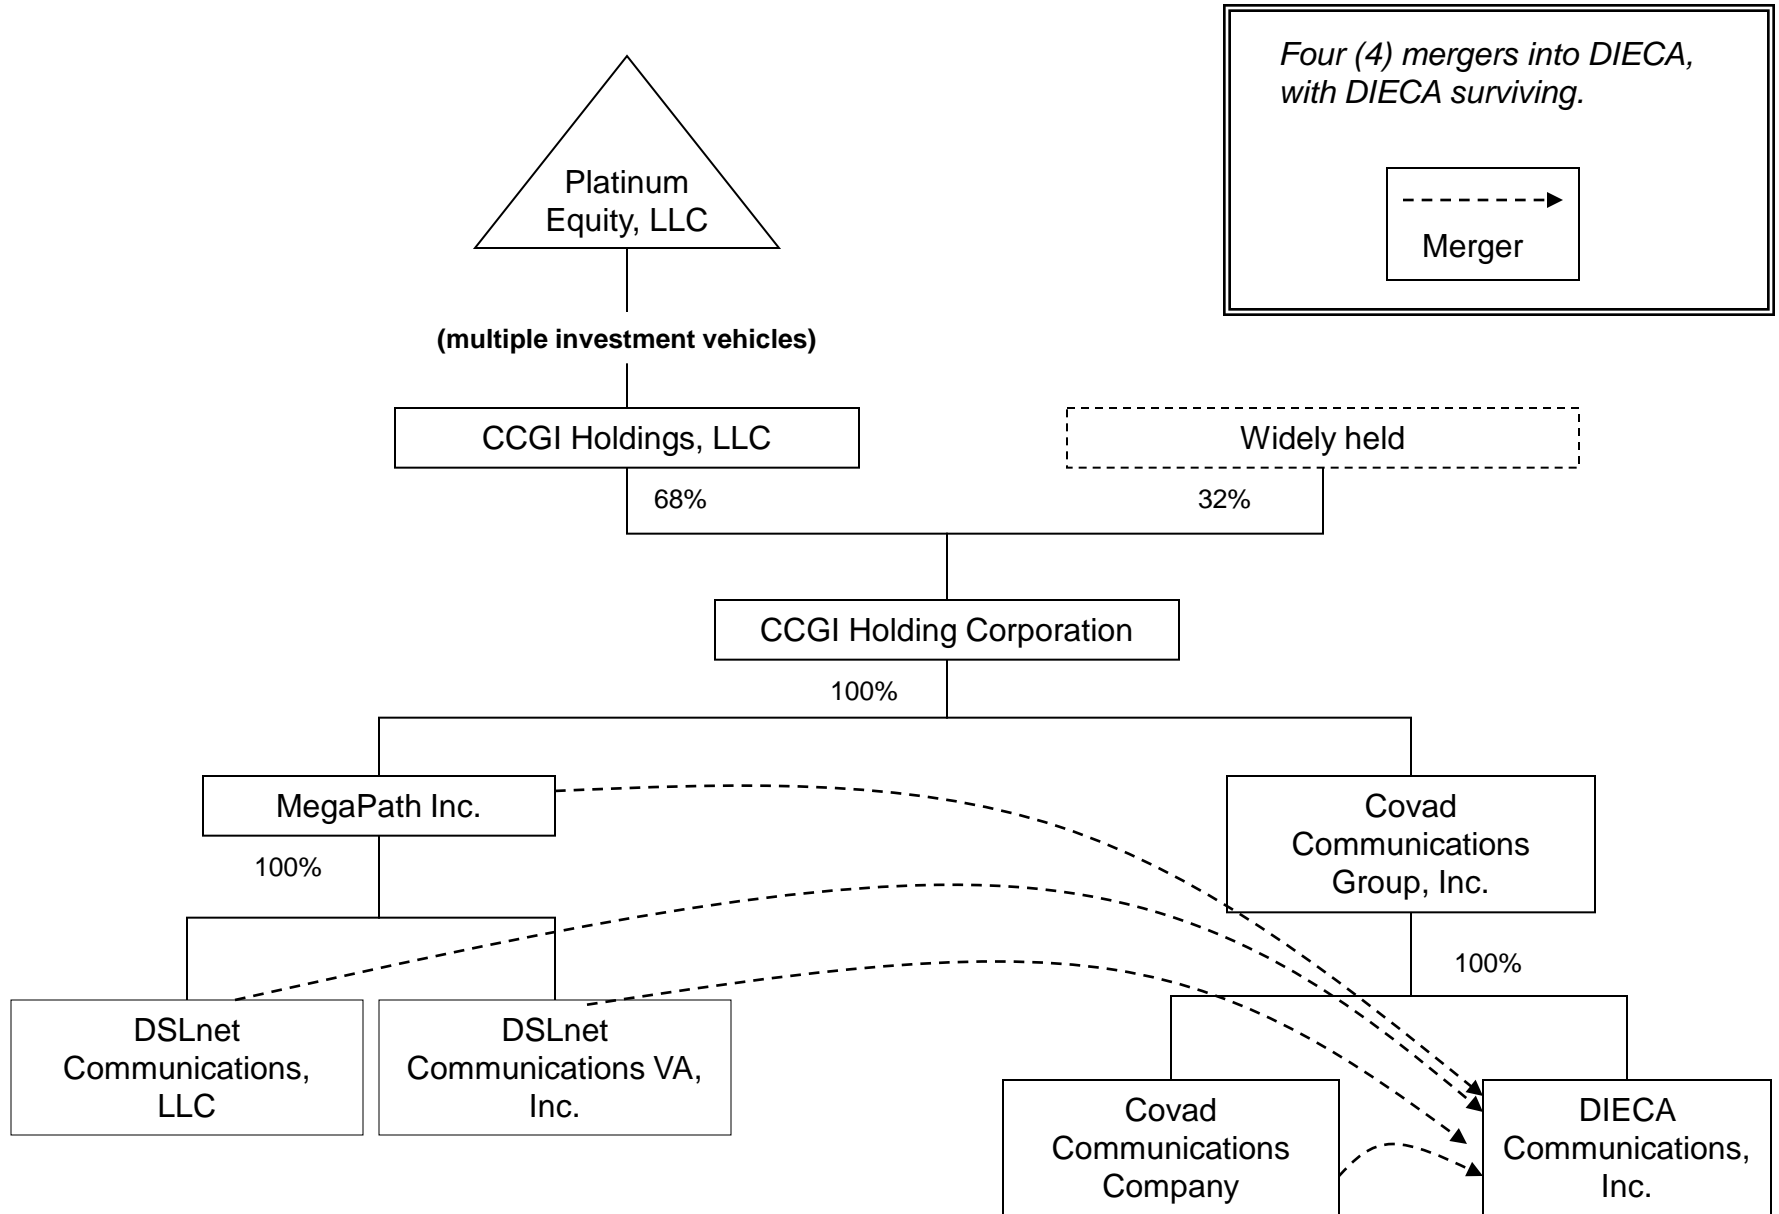 Four (4) mergers into DIECA,
with DIECA surviving.
Merger
Platinum
Equity, LLC
(multiple investment vehicles)
CCGI Holdings, LLC
Widely held
68%
32%
CCGI Holding Corporation
100%
MegaPath Inc.
Covad
Communications
Group, Inc.
100%
100%
DSLnet
Communications,
LLC
DSLnet
Communications VA,
Inc.
Covad
Communications
Company
DIECA
Communications,
Inc.